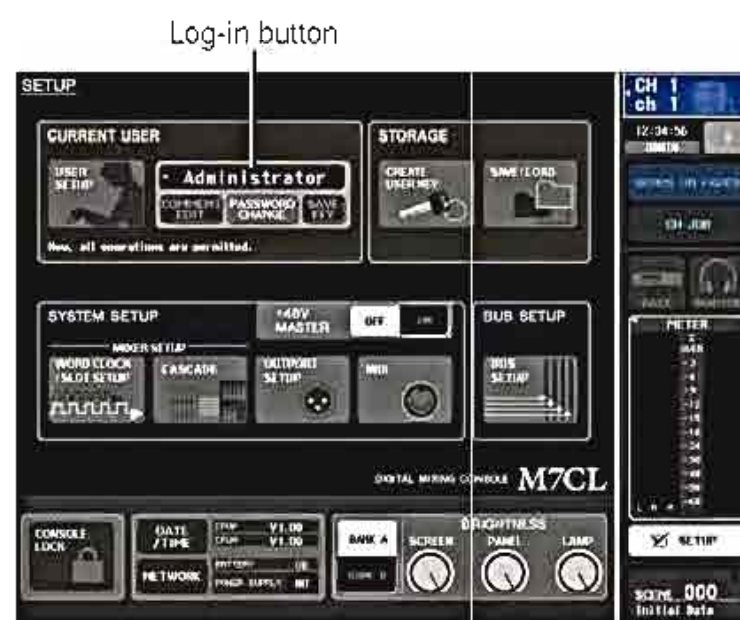 Log-in button
SETUP
CURRENT USER
USER SETUP
Administrator
COMMENT EDIT
PASSWORD CHANGE
SAVE KEY
Now, all operations are permitted.
STORAGE
CREATE USER KEY
SAVE/LOAD
SYSTEM SETUP
+48V MASTER
OFF
ON
MIXER SETUP
WORD CLOCK /SLOT SETUP
CASCADE
OUTPORT SETUP
MIDI
BUS SETUP
BUS SETUP
DIGITAL MIXING CONSOLE M7CL
CONSOLE LOCK
DATE /TIME
V1.00
V1.00
NETWORK
BATTERY OK
POWER SUPPLY INT
BANK A
BANK B
BRIGHTNESS
SCREEN
PANEL
LAMP
CH 1
ch 1
12:34:56
CH JOB
METER
OVER
L R
SETUP
SCENE 000
Initial Data